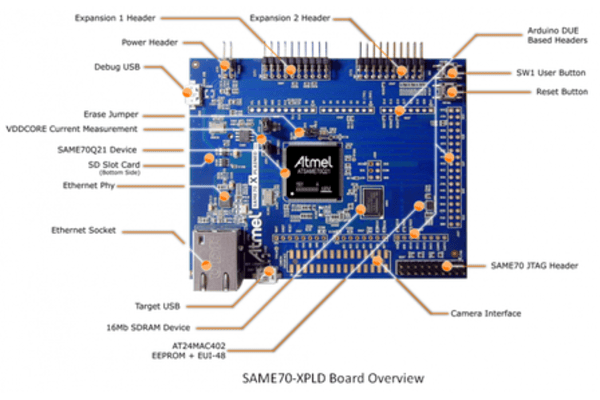 Expansion 1 Header
Expansion 2 Header
Arduino DUE
Based Headers
Power Header
Debug USB
SW1 User Button
Reset Button
Erase Jumper
VDDCORE Current Measurement
SAME70Q21 Device
SD Slot Card
(Bottom Side)
Ethernet Phy
Atmel
ATSAME70Q21
SAME70 X PLAINED
Atmel
Ethernet Socket
SAME70 JTAG Header
Target USB
Camera Interface
16Mb SDRAM Device
AT24MAC402
EEPROM + EUI-48
SAME70-XPLD Board Overview